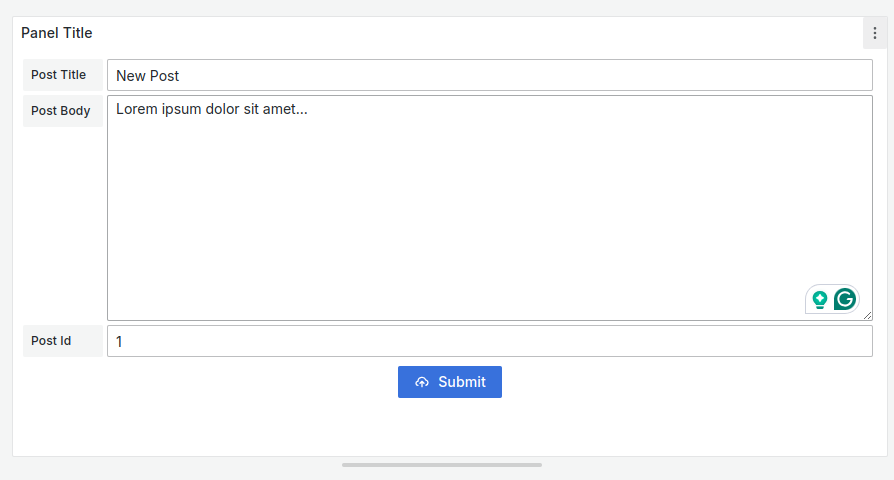 Panel Title
Post Title New Post
Post Body Lorem ipsum dolor sit amet...
Post Id 1
Submit